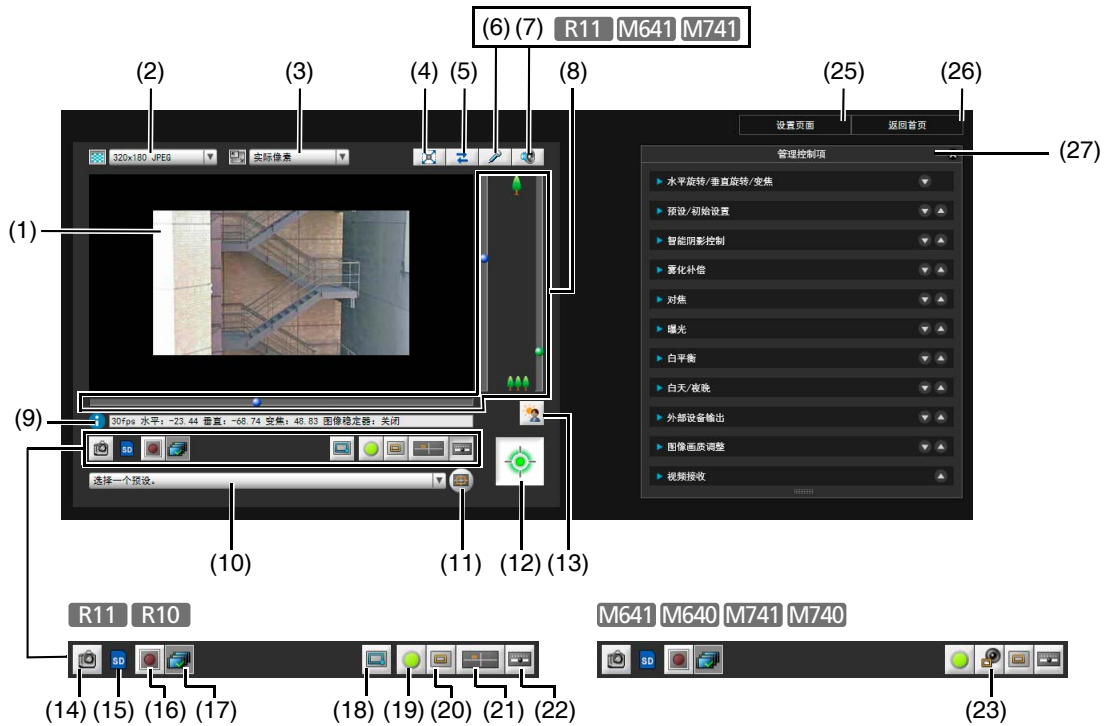 (6) (7) R11 M641 M741
(2) (3) (4) (5) (8) (25) (26)
设置页面 返回首页
320x180 JPEG 实际像素 管理控制项 (27)
水平旋转/垂直旋转/变焦
预设/初始设置
(1)
智能阴影控制
雾化补偿
对焦
曝光
白平衡
白天/夜晚
(9) 30fps 水平：-23.44 垂直：-68.74 变焦：48.83 图像稳定器：关闭
外部设备输出
SD
图像画质调整
选择一个预设。 视频接收
(10) (11) (12) (13)
R11 R10 M641 M640 M741 M740
SD SD
(14) (15) (16) (17) (18) (19) (20) (21) (22) (23)